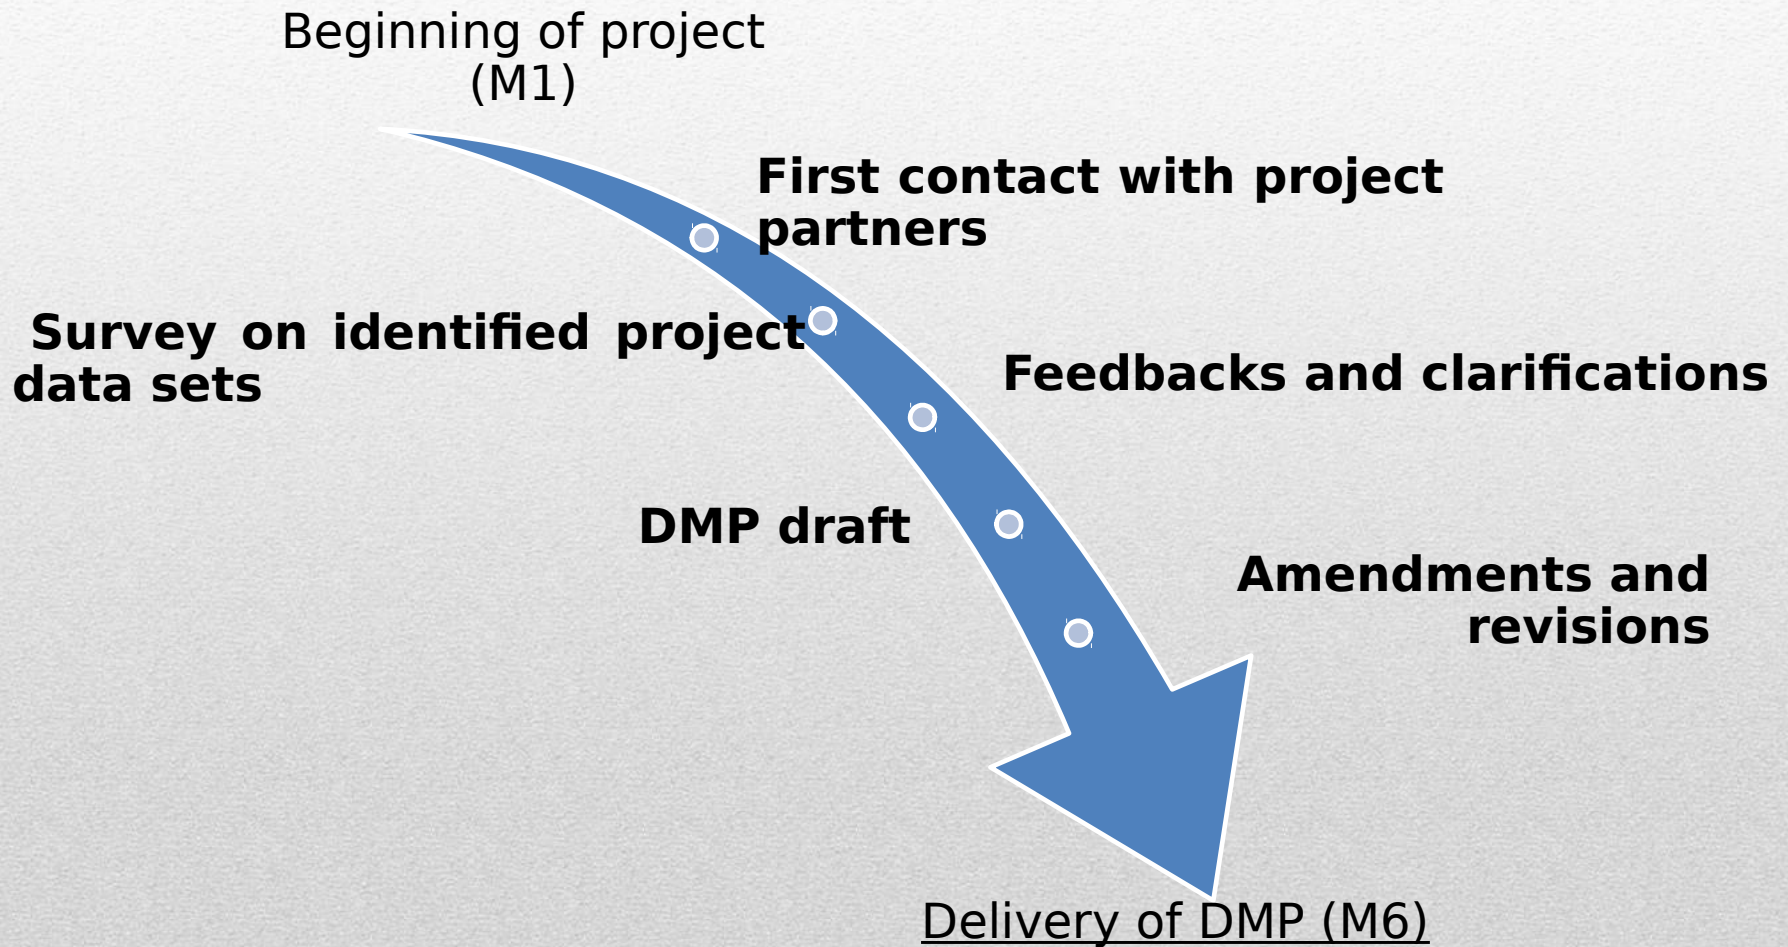 Beginning of project
(M1)
First contact with project
partners
Survey on identified project
data sets
Feedbacks and clarifications
DMP draft
Amendments and
revisions
Delivery of DMP (M6)